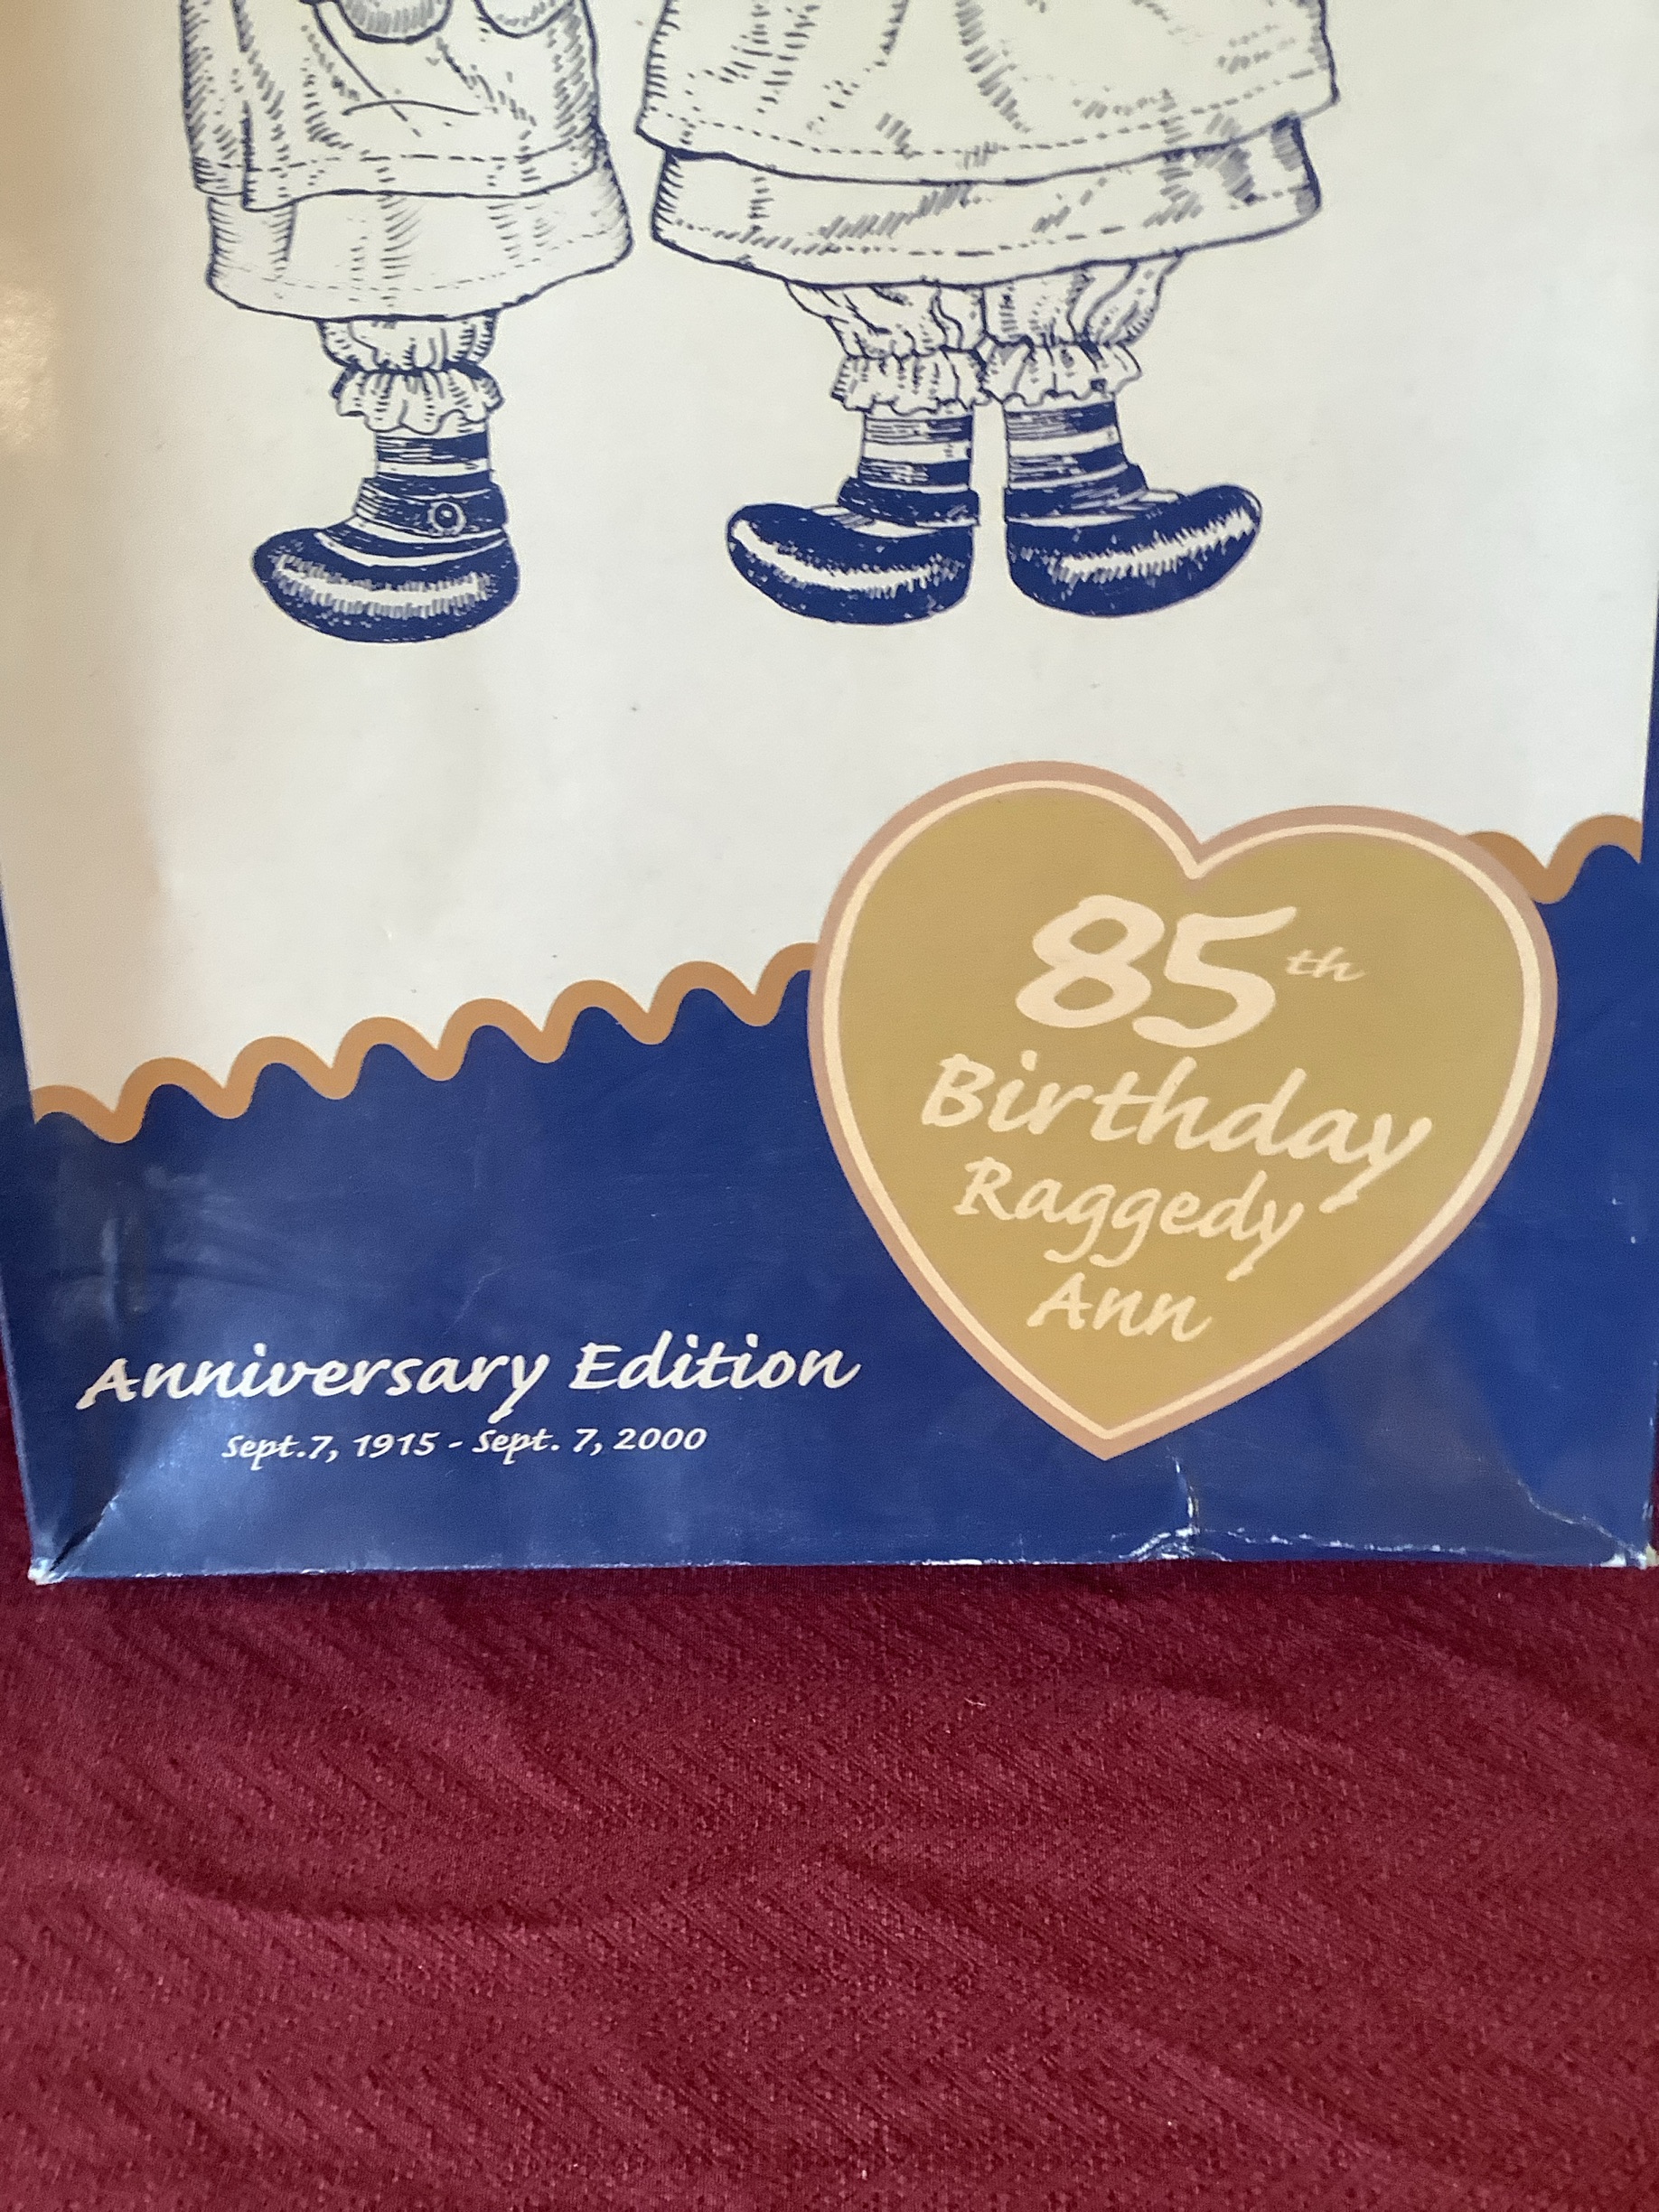 85th
Birthday
Raggedy
Ann
Anniversary Edition
Sept.7, 1915 - Sept. 7, 2000